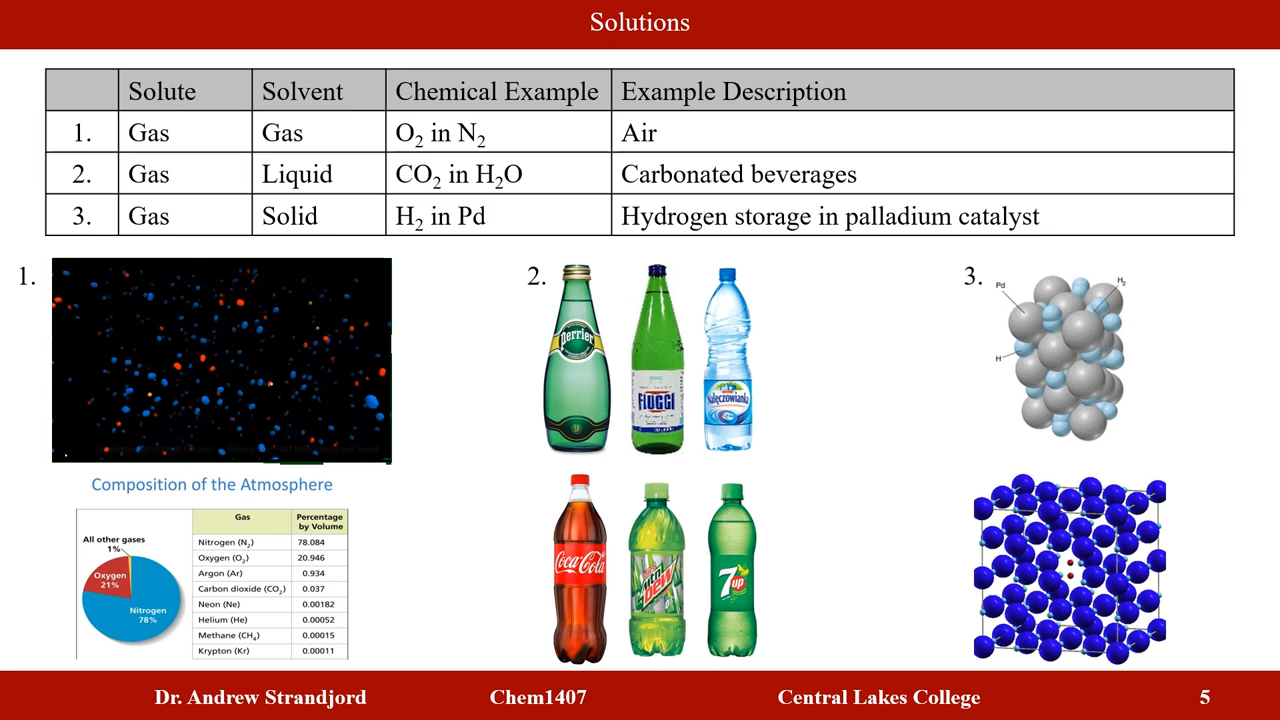 Solutions
Solute Solvent Chemical Example Example Description
1. Gas Gas O₂ in N₂ Air
2. Gas Liquid CO₂ in H₂O Carbonated beverages
3. Gas Solid H₂ in Pd Hydrogen storage in palladium catalyst
1.
Composition of the Atmosphere
All other gases
1%
Oxygen
21%
Nitrogen
78%
Gas Percentage by Volume
Nitrogen (N₂) 78.084
Oxygen (O₂) 20.946
Argon (Ar) 0.934
Carbon dioxide (CO₂) 0.037
Neon (Ne) 0.00182
Helium (He) 0.00052
Methane (CH₄) 0.00015
Krypton (Kr) 0.00011
2.
Perrier
FIUGGI
Nałęczowianka
Coca-Cola
Mtn Dew
7up
3.
Pd
H₂
H
Dr. Andrew Strandjord Chem1407 Central Lakes College 5